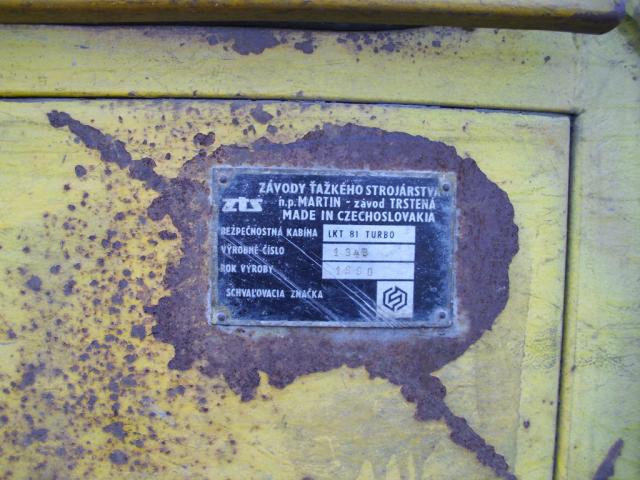 ZÁVODY ŤAŽKÉHO STROJÁRSTVA
zts n.p. MARTIN - závod TRSTENÁ
MADE IN CZECHOSLOVAKIA
BEZPEČNOSTNÁ KABÍNA LKT 81 TURBO
VÝROBNÉ ČÍSLO
ROK VÝROBY 1990
SCHVAĽOVACIA ZNAČKA